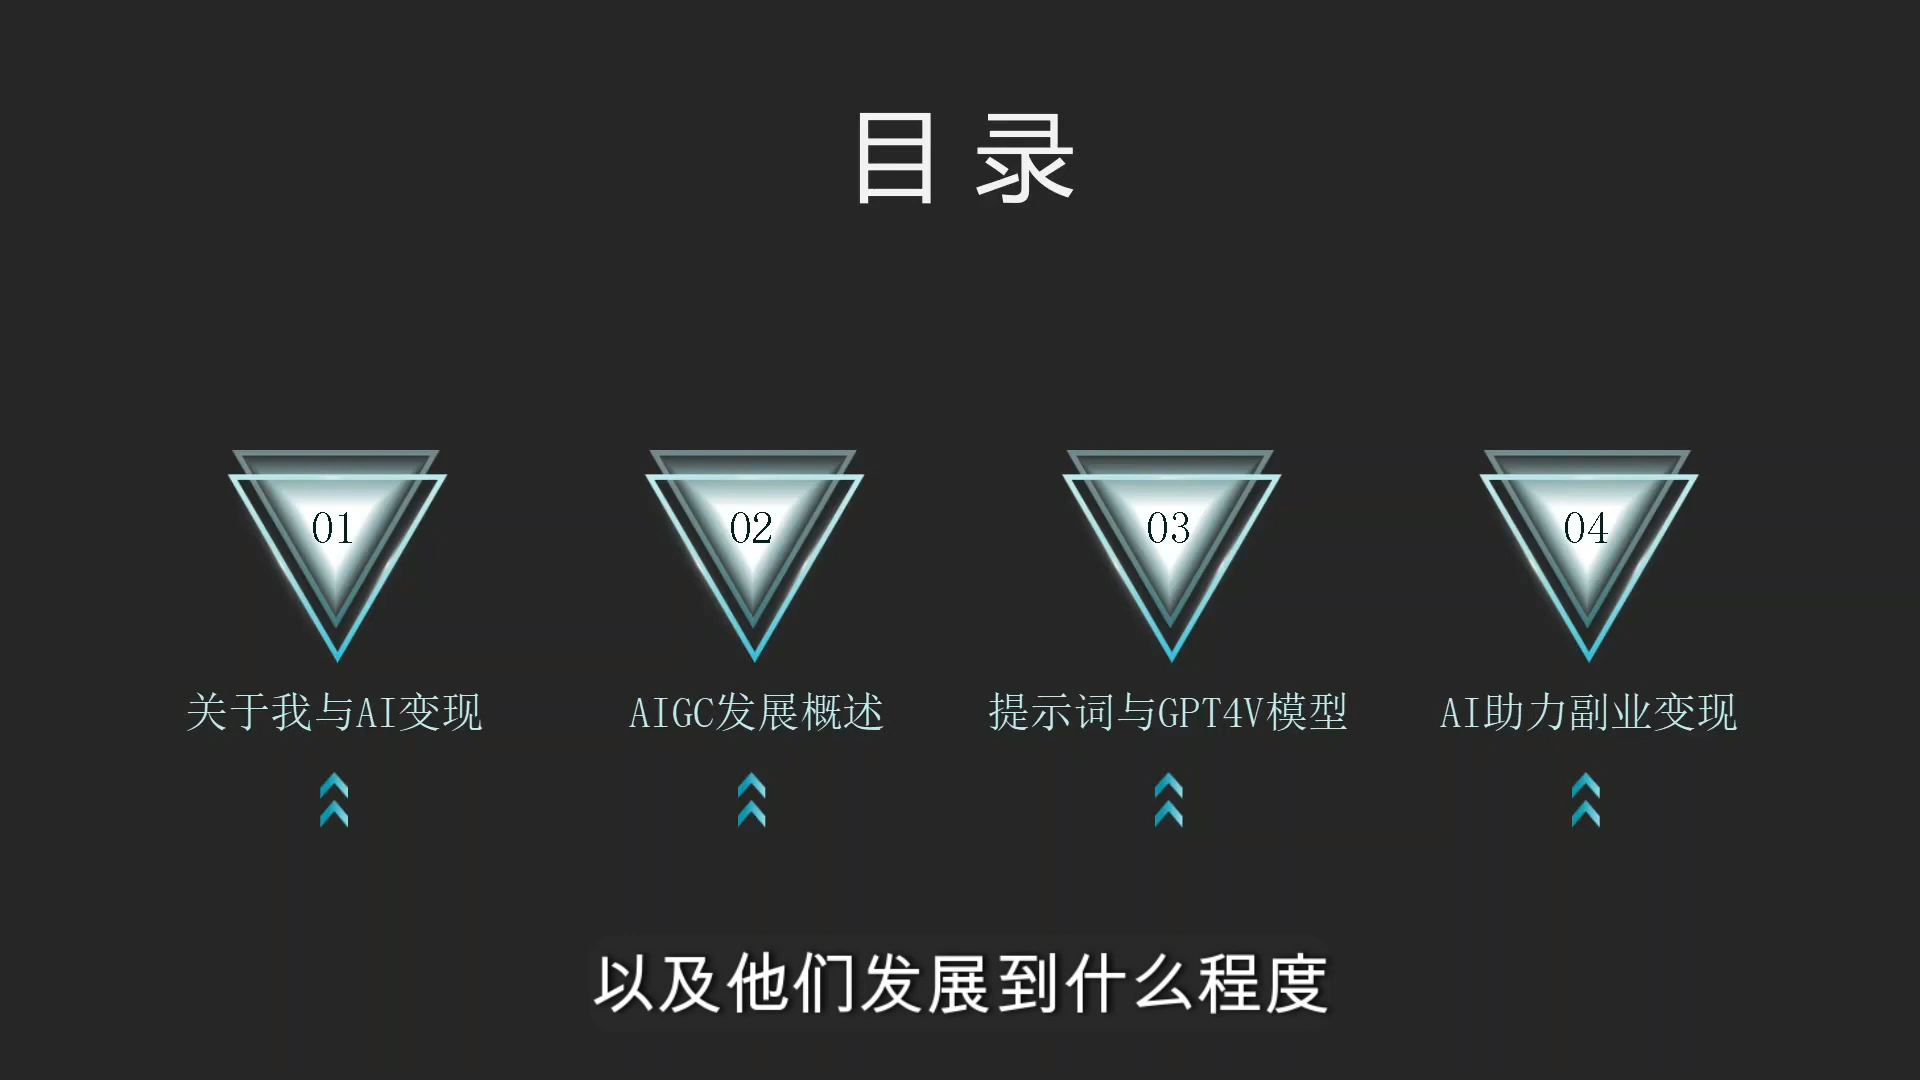 目录
01
02
03
04
关于我与AI变现
AIGC发展概述
提示词与GPT4V模型
AI助力副业变现
以及他们发展到什么程度